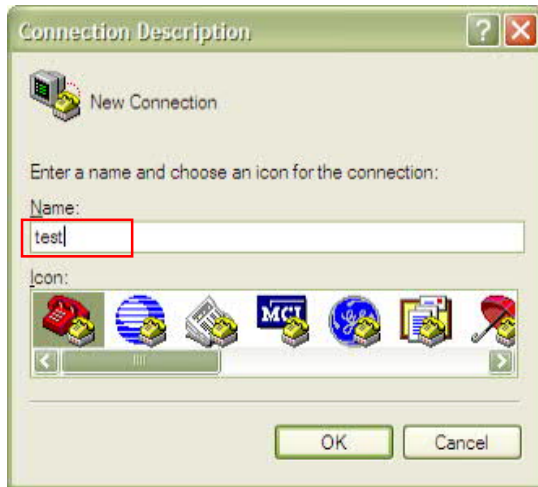 Connection Description
New Connection
Enter a name and choose an icon for the connection:
Name:
test
Icon:
MCI
OK
Cancel